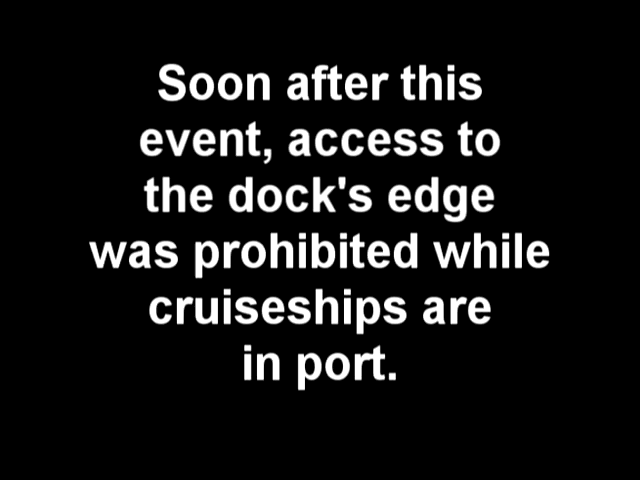 Soon after this
event, access to
the dock's edge
was prohibited while
cruiseships are
in port.